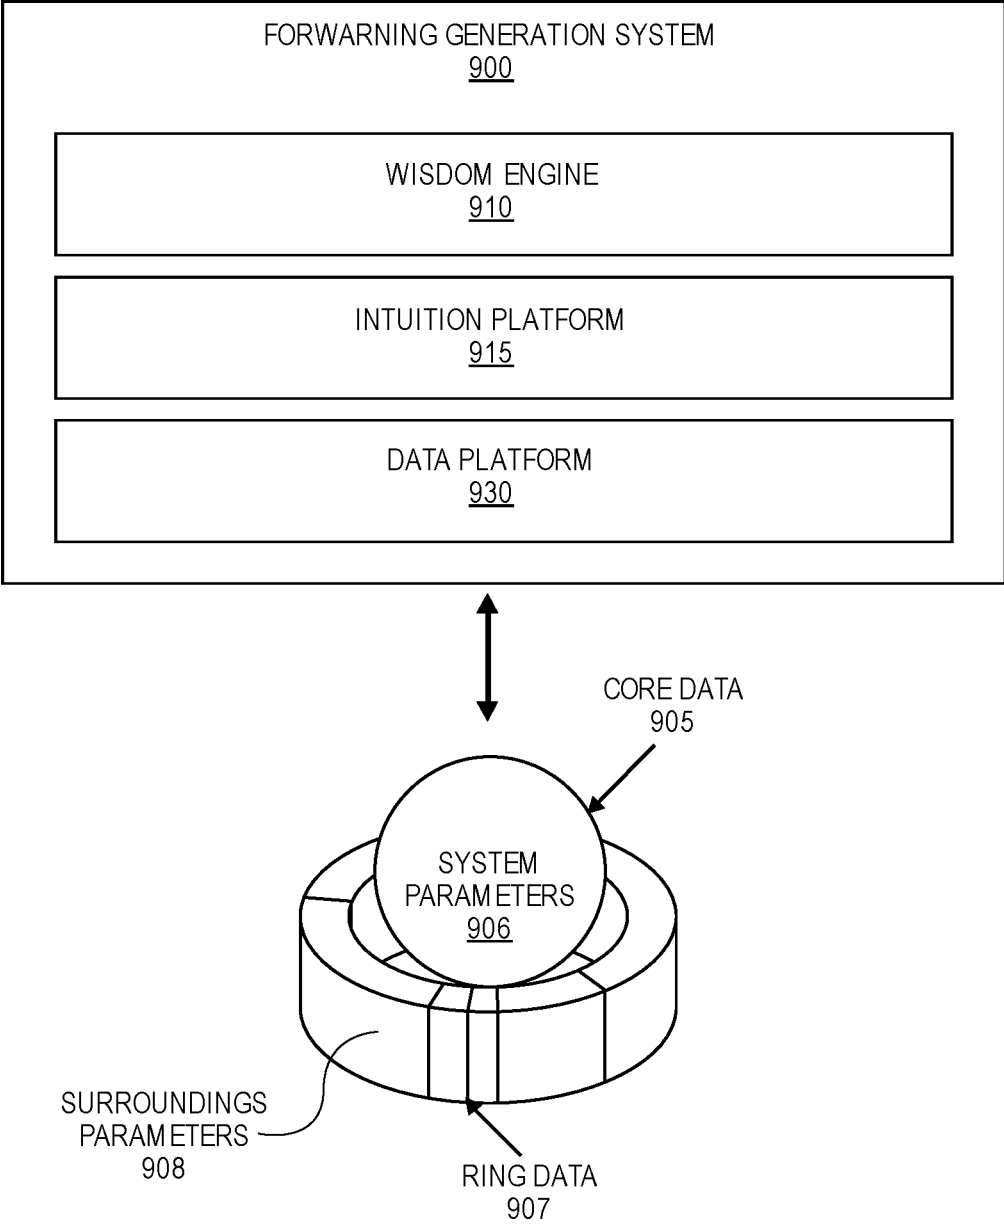 FORWARNING GENERATION SYSTEM
900
WISDOM ENGINE
910
INTUITION PLATFORM
915
DATA PLATFORM
930
CORE DATA
905
SYSTEM
PARAMETERS
906
SURROUNDINGS
PARAMETERS
908
RING DATA
907